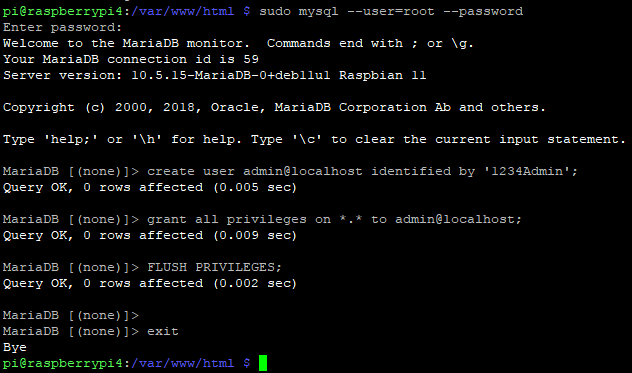 pi@raspberrypi4:/var/www/html $ sudo mysql --user=root --password
Enter password:
Welcome to the MariaDB monitor.  Commands end with ; or \g.
Your MariaDB connection id is 59
Server version: 10.5.15-MariaDB-0+deb11u1 Raspbian 11

Copyright (c) 2000, 2018, Oracle, MariaDB Corporation Ab and others.

Type 'help;' or '\h' for help. Type '\c' to clear the current input statement.

MariaDB [(none)]> create user admin@localhost identified by '1234Admin';
Query OK, 0 rows affected (0.005 sec)

MariaDB [(none)]> grant all privileges on *.* to admin@localhost;
Query OK, 0 rows affected (0.009 sec)

MariaDB [(none)]> FLUSH PRIVILEGES;
Query OK, 0 rows affected (0.002 sec)

MariaDB [(none)]>
MariaDB [(none)]> exit
Bye
pi@raspberrypi4:/var/www/html $